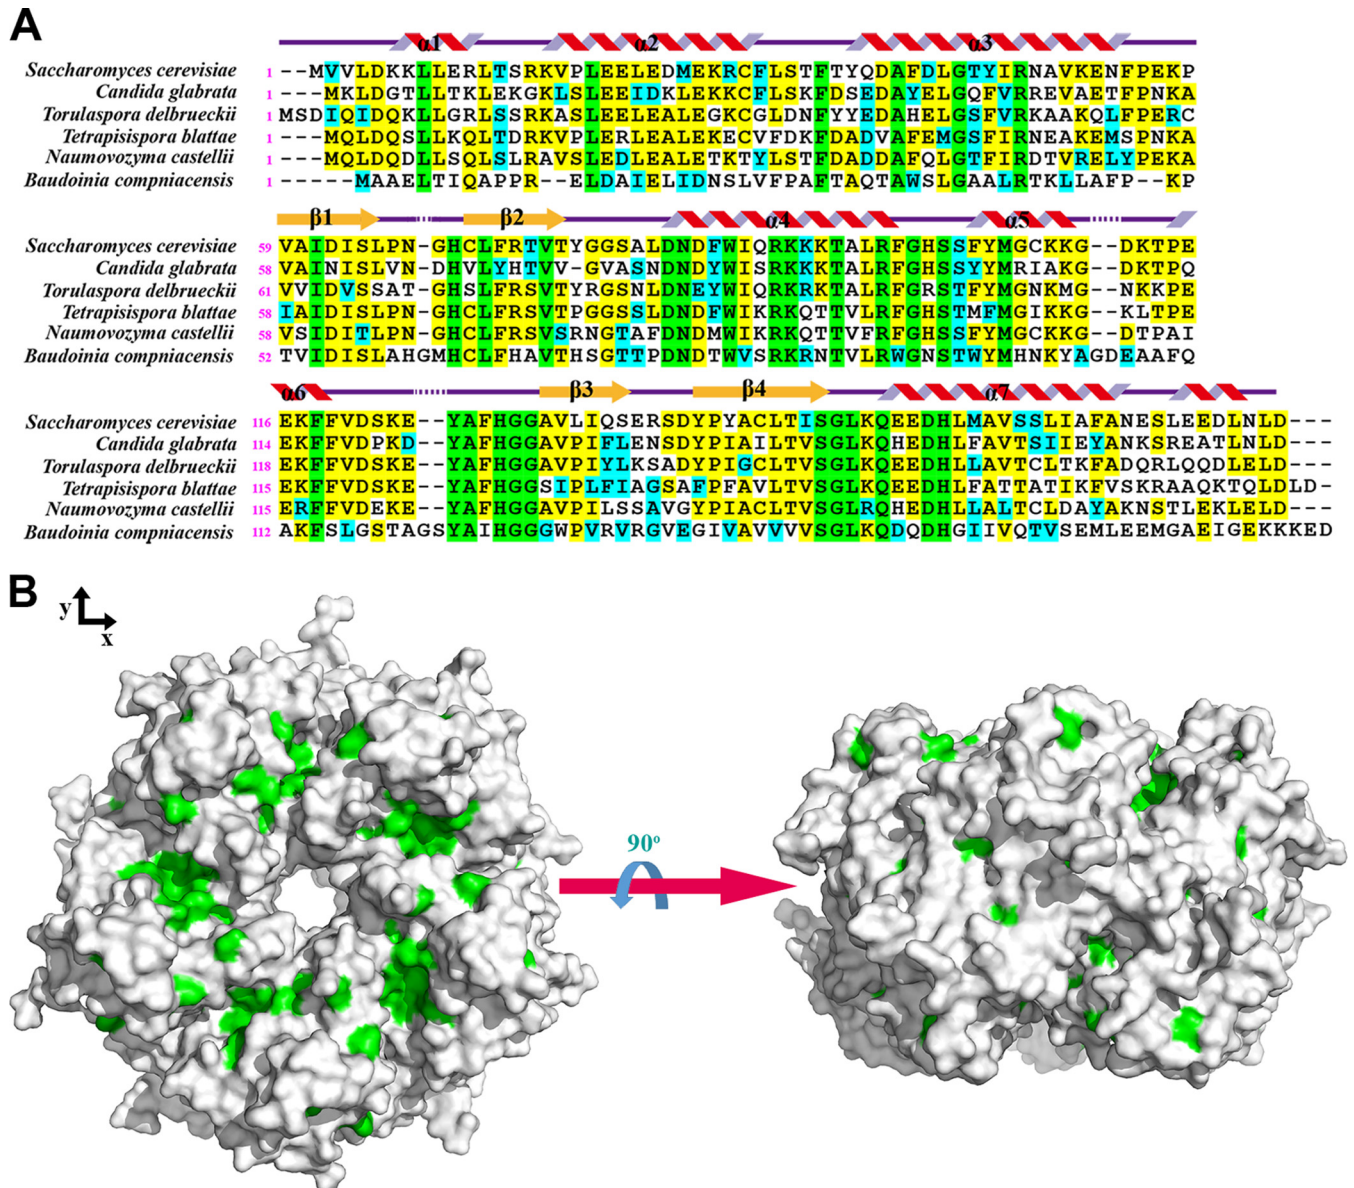 A
α1 α2 α3
Saccharomyces cerevisiae 1 --MVVLDKKLLERLTSRKVPLEELEDMEKRCFLSTFTYQDAFDLGTYIRNAVKENFPEKP
Candida glabrata 1 ---MKLDGTLLTKLEKGKLSLEEIDKLEKKCFLSKFDSEDAYELGQFVRREVAETFPNKA
Torulaspora delbrueckii 1 MSDIQIDQKLLGRLSSRKASLEELEALEGKCGLDNFYYEDAHELGSFVRKAAKQLFPERC
Tetrapisispora blattae 1 ---MQLDQSLLKQLTDRKVPLERLEALEKECVFDKFDADVAFEMGSFIRNEAKEMSPNKA
Naumovozyma castellii 1 ---MQLDQDLLSQLSLRAVSLEDLEALETKTYLSTFDADDAFQLGTFIRDTVRELYPEKA
Baudoinia compniacensis 1 -----MAAELTIQAPPR--ELDAIELIDNSLVFPAFTAQTAWSLGAALRTKLLAFP--KP
β1 β2 α4 α5
Saccharomyces cerevisiae 59 VAIDISLPN-GHCLFRTVTYGGSALDNDFWIQRKKKTALRFGHSSFYMGCKKG--DKTPE
Candida glabrata 58 VAINISLVN-DHVLYHTVV-GVASNDNDYWISRKKKTALRFGHSSYYMRIAKG--DKTPQ
Torulaspora delbrueckii 61 VVIDVSSAT-GHSLFRSVTYRGSNLDNEYWIQRKRKTALRFGRSTFYMGNKMG--NKKPE
Tetrapisispora blattae 58 IAIDISLPN-GHCLFRSVTPGGSSLDNDFWIKRKQTTVLRFGHSTMFMGIKKG--KLTPE
Naumovozyma castellii 58 VSIDITLPN-GHCLFRSVSRNGTAFDNDMWIKRKQTTVFRFGHSSFYMGCKKG--DTPAI
Baudoinia compniacensis 52 TVIDISLAHGMHCLFHAVTHSGTTPDNDTWVSRKRNTVLRWGNSTWYMHNKYAGDEAAFQ
α6 β3 β4 α7
Saccharomyces cerevisiae 116 EKFFVDSKE--YAFHGGAVLIQSERSDYPYACLTISGLKQEEDHLMAVSSLIAFANESLEEDLNLD---
Candida glabrata 114 EKFFVDPKD--YAFHGGAVPIFLENSDYPIAILTVSGLKQHEDHLFAVTSIIEYANKSREATLNLD---
Torulaspora delbrueckii 118 EKFFVDSKE--YAFHGGAVPIYLKSADYPIGCLTVSGLKQEEDHLLAVTCLTKFADQRLQQDLELD---
Tetrapisispora blattae 115 EKFFVDSKE--YAFHGGSIPLFIAGSAFPFAVLTVSGLKQEEDHLFATTATIKFVSKRAAQKTQLDLD-
Naumovozyma castellii 115 ERFFVDEKE--YAFHGGAVPILSSAVGYPIACLTVSGLRQHEDHLLALTCLDAYAKNSTLEKLELD---
Baudoinia compniacensis 112 AKFSLGSTAGSYAIHGGGWPVRVRGVEGIVAVVVVSGLKQDQDHGIIVQTVSEMLEEMGAEIGEKKKED
B
y
x
90°